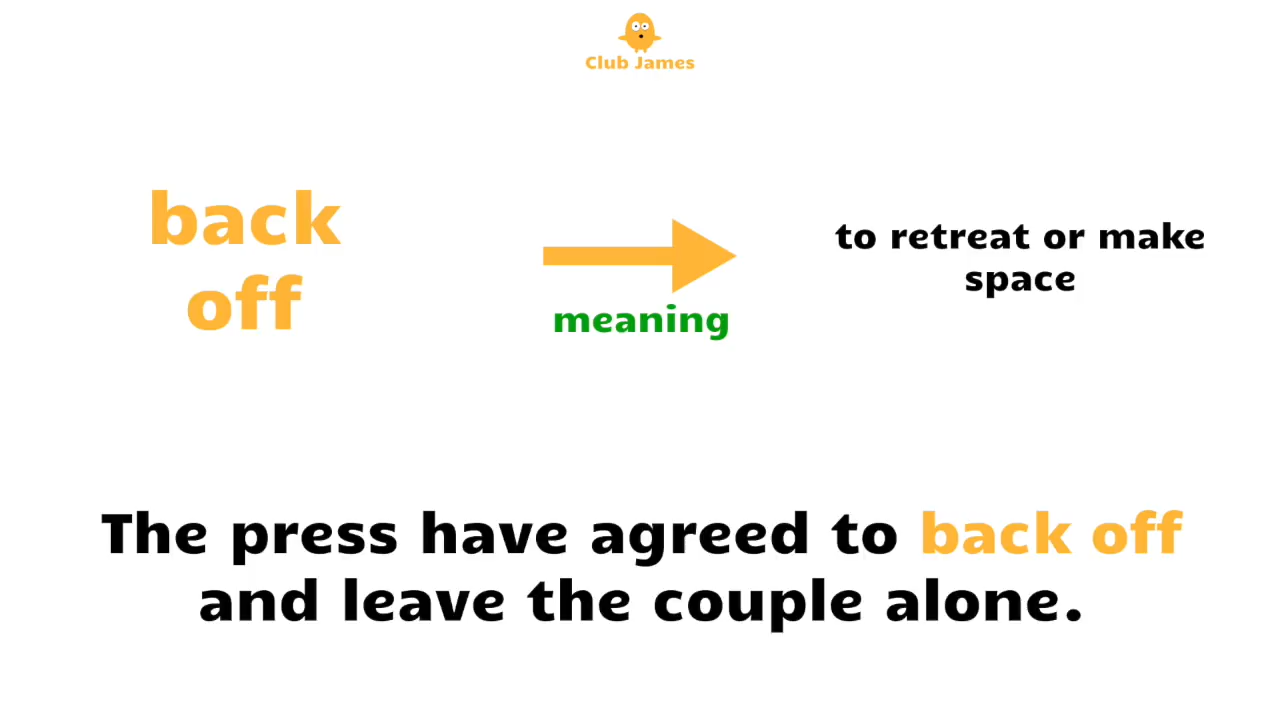 Club James
back
off
meaning
to retreat or make
space
The press have agreed to back off
and leave the couple alone.